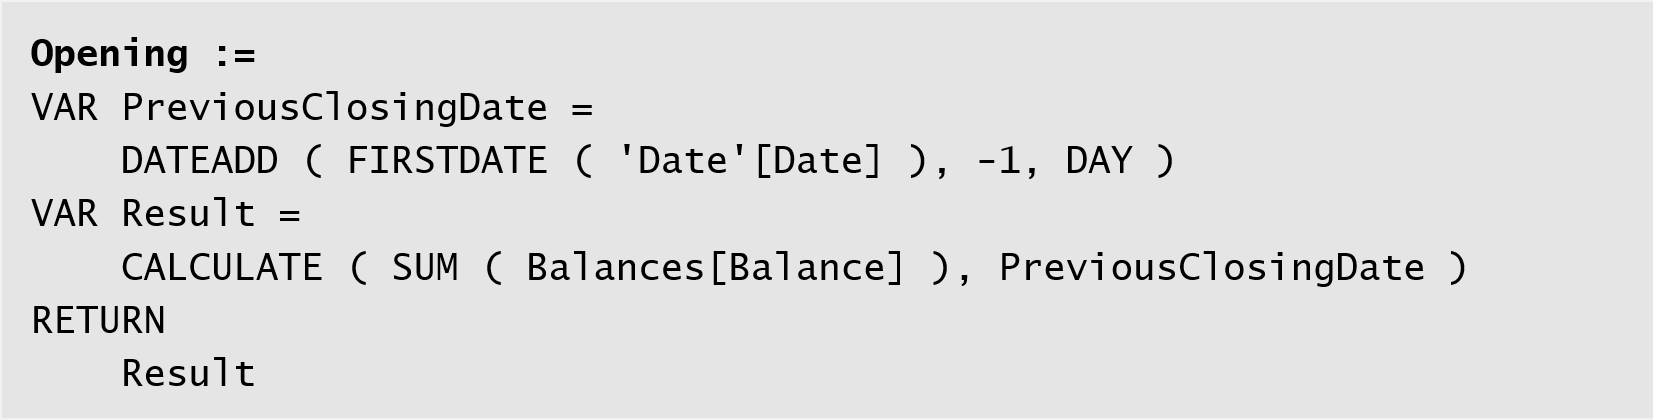 Opening :=
VAR PreviousClosingDate =
    DATEADD ( FIRSTDATE ( 'Date'[Date] ), -1, DAY )
VAR Result =
    CALCULATE ( SUM ( Balances[Balance] ), PreviousClosingDate )
RETURN
    Result